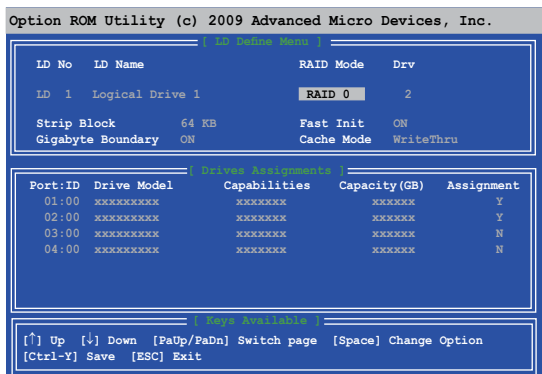 Option ROM Utility (c) 2009 Advanced Micro Devices, Inc.
[ LD Define Menu ]
LD No LD Name RAID Mode Drv
LD 1 Logical Drive 1 RAID 0 2
Strip Block 64 KB Fast Init ON
Gigabyte Boundary ON Cache Mode WriteThru
[ Drives Assignments ]
Port:ID Drive Model Capabilities Capacity(GB) Assignment
01:00 xxxxxxxxx xxxxxxx xxxxxx Y
02:00 xxxxxxxxx xxxxxxx xxxxxx Y
03:00 xxxxxxxxx xxxxxxx xxxxxx N
04:00 xxxxxxxxx xxxxxxx xxxxxx N
[ Keys Available ]
[↑] Up [↓] Down [PaUp/PaDn] Switch page [Space] Change Option
[Ctrl-Y] Save [ESC] Exit